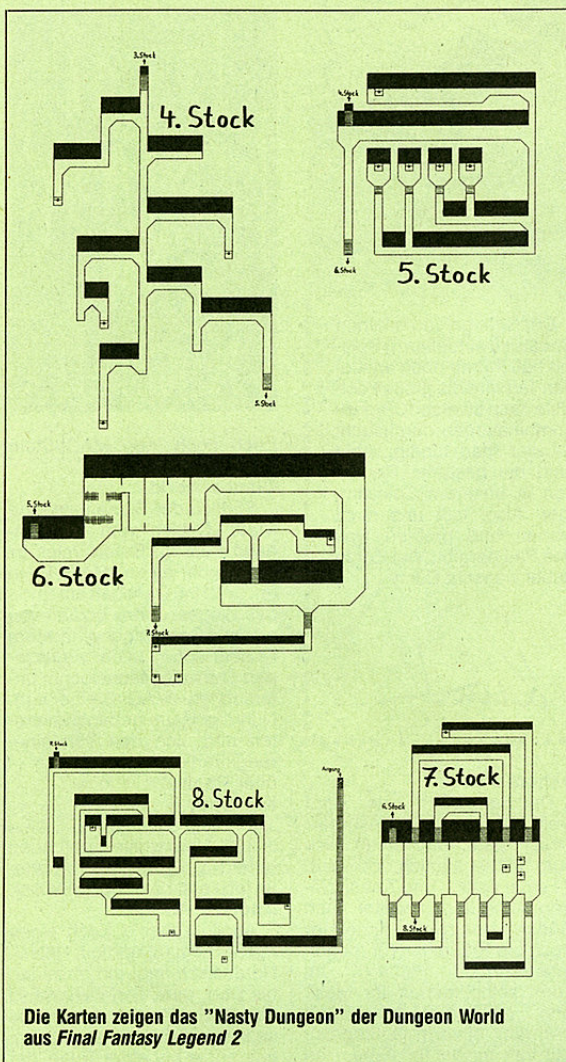 3. Stock
4. Stock
5. Stock
4. Stock
5. Stock
6. Stock
5. Stock
6. Stock
7. Stock
7. Stock
8. Stock
Ausgang
6. Stock
7. Stock
8. Stock
Die Karten zeigen das "Nasty Dungeon" der Dungeon World
aus Final Fantasy Legend 2